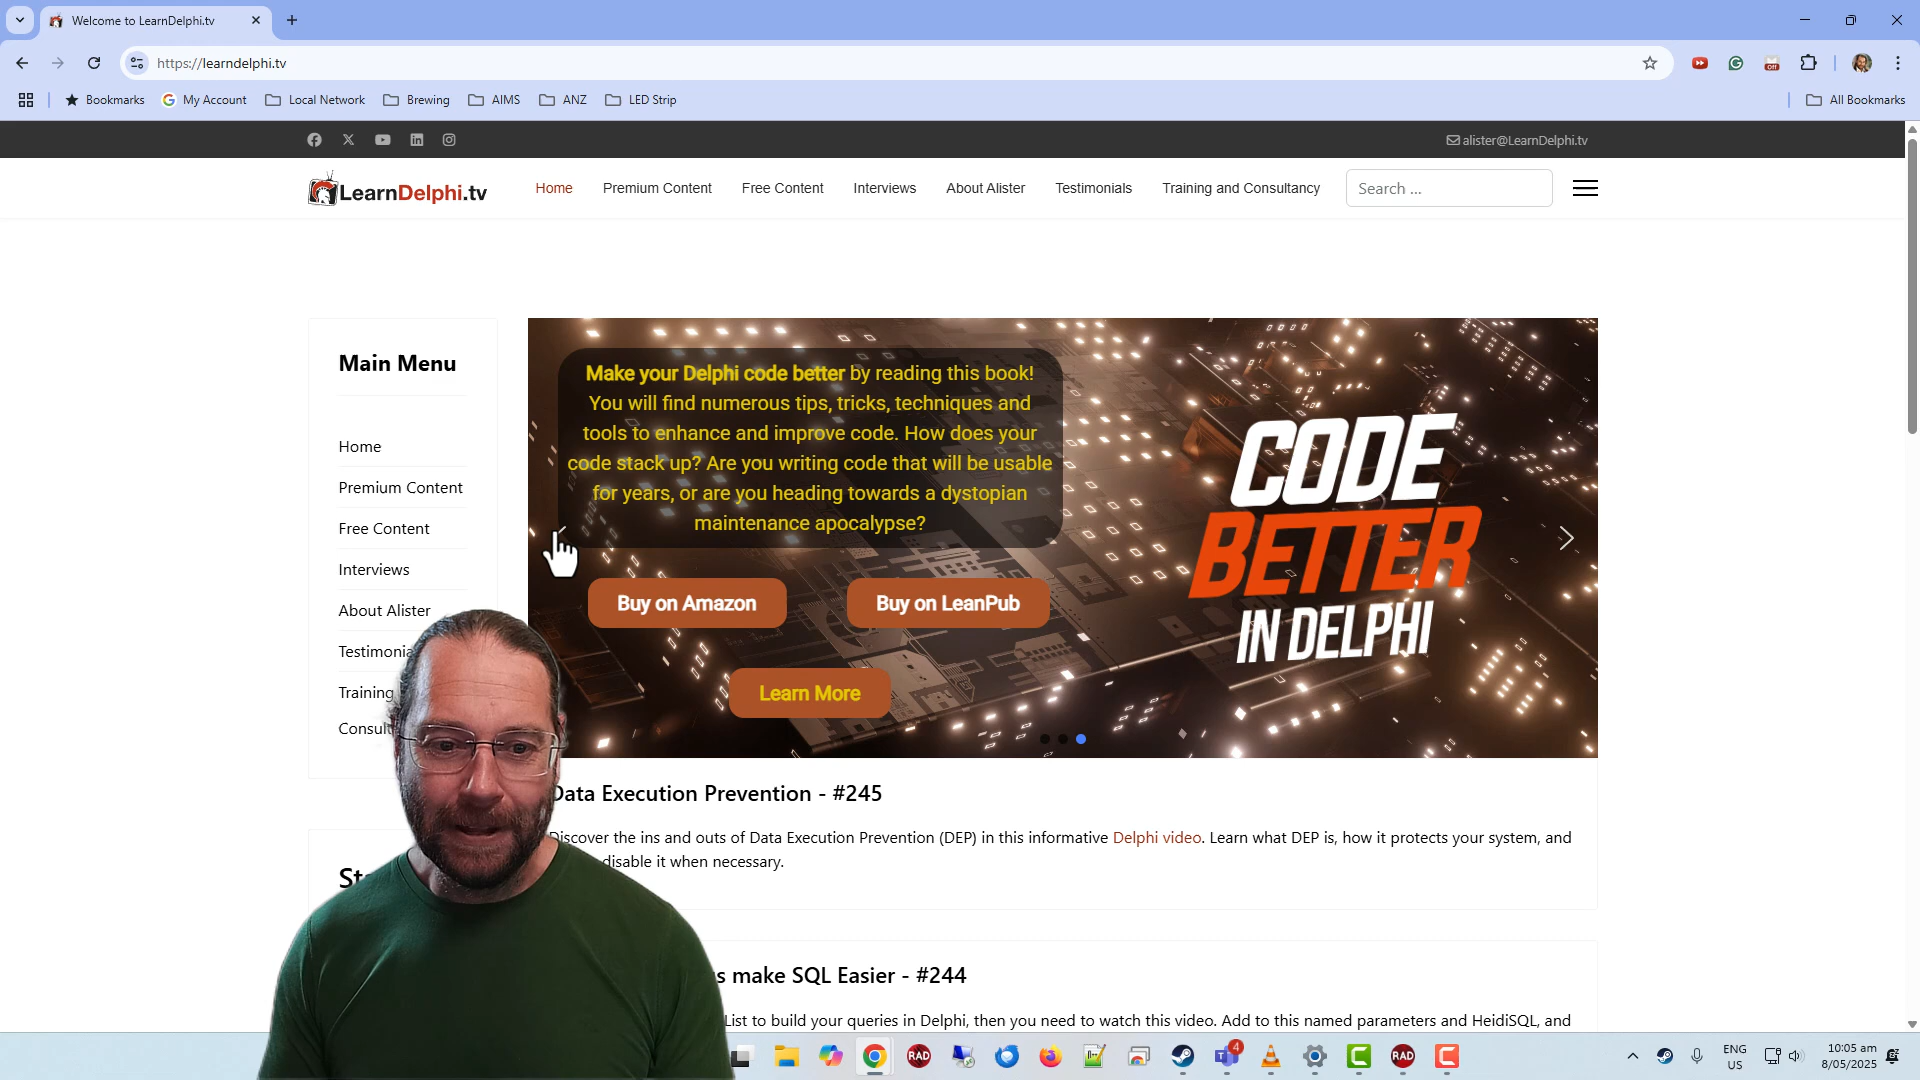 Welcome to LearnDelphi.tv
https://learndelphi.tv
Bookmarks
My Account
Local Network
Brewing
AIMS
ANZ
LED Strip
All Bookmarks
alister@LearnDelphi.tv
LearnDelphi.tv
Home
Premium Content
Free Content
Interviews
About Alister
Testimonials
Training and Consultancy
Search ...
Main Menu
Home
Premium Content
Free Content
Interviews
About Alister
Testimonia
Training
Consult
Make your Delphi code better by reading this book!
You will find numerous tips, tricks, techniques and
tools to enhance and improve code. How does your
code stack up? Are you writing code that will be usable
for years, or are you heading towards a dystopian
maintenance apocalypse?
Buy on Amazon
Buy on LeanPub
Learn More
CODE
BETTER
IN DELPHI
Data Execution Prevention - #245
Discover the ins and outs of Data Execution Prevention (DEP) in this informative Delphi video. Learn what DEP is, how it protects your system, and
disable it when necessary.
make SQL Easier - #244
List to build your queries in Delphi, then you need to watch this video. Add to this named parameters and HeidiSQL, and
Off
RAD
4
RAD
ENG
US
10:05 am
8/05/2025